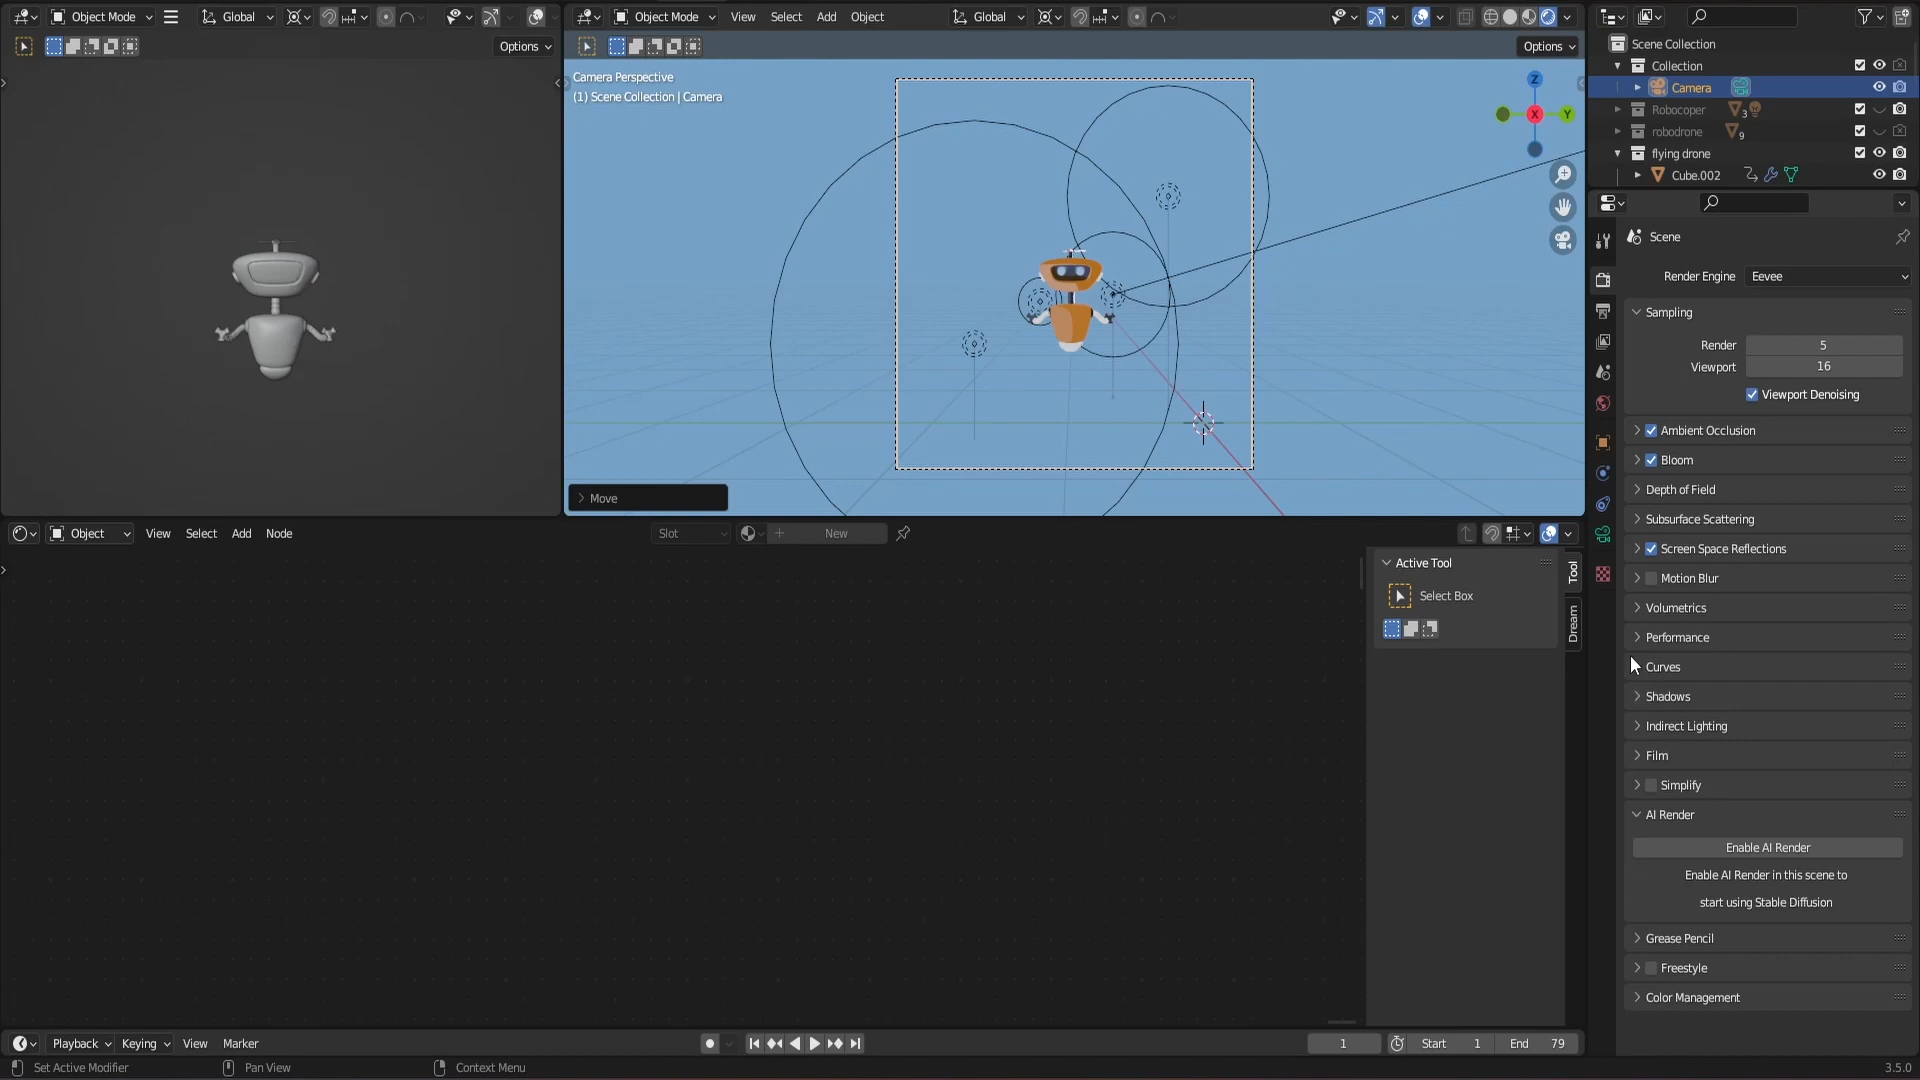 Object Mode Global
Options
Object Mode View Select Add Object Global
Options
Camera Perspective
(1) Scene Collection | Camera
Z
X Y
Move
Scene Collection
Collection
Camera
Robocoper 3
robodrone 9
flying drone
Cube.002
Scene
Render Engine Eevee
Sampling
Render 5
Viewport 16
Viewport Denoising
Ambient Occlusion
Bloom
Depth of Field
Subsurface Scattering
Screen Space Reflections
Motion Blur
Volumetrics
Performance
Curves
Shadows
Indirect Lighting
Film
Simplify
AI Render
Enable AI Render
Enable AI Render in this scene to
start using Stable Diffusion
Grease Pencil
Freestyle
Color Management
Object View Select Add Node Slot New
Active Tool
Select Box
Tool
Dream
Playback Keying View Marker 1 Start 1 End 79
Set Active Modifier Pan View Context Menu 3.5.0